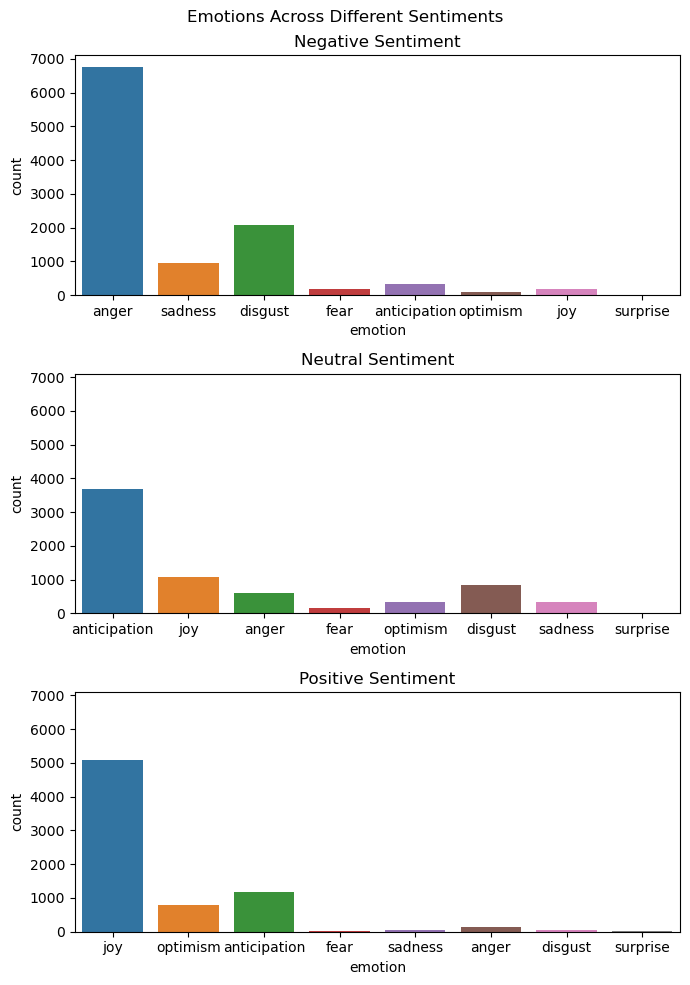 Emotions Across Different Sentiments
Negative Sentiment
7000
6000
5000
4000
3000
2000
1000
0
count
anger sadness disgust fear anticipation optimism joy surprise
emotion
Neutral Sentiment
7000
6000
5000
4000
3000
2000
1000
0
count
anticipation joy anger fear optimism disgust sadness surprise
emotion
Positive Sentiment
7000
6000
5000
4000
3000
2000
1000
0
count
joy optimism anticipation fear sadness anger disgust surprise
emotion